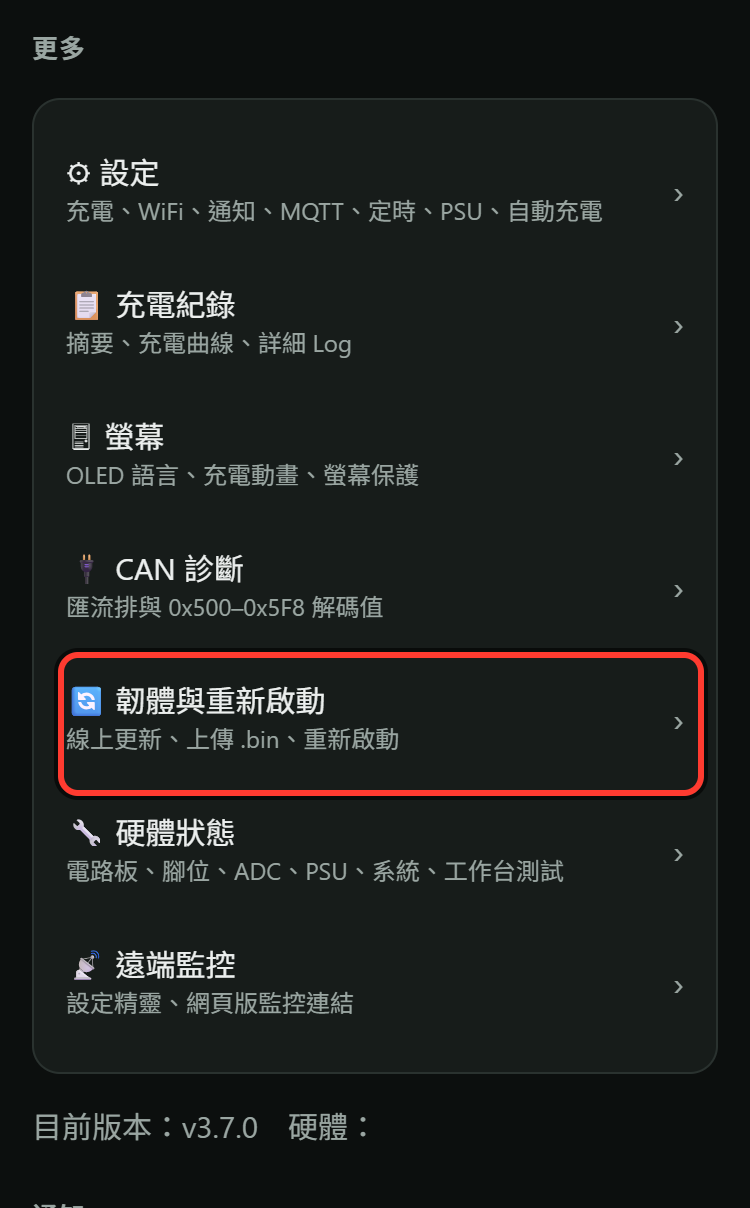 更多
設定
充電、WiFi、通知、MQTT、定時、PSU、自動充電
充電紀錄
摘要、充電曲線、詳細 Log
螢幕
OLED 語言、充電動畫、螢幕保護
CAN 診斷
匯流排與 0x500–0x5F8 解碼值
韌體與重新啟動
線上更新、上傳 .bin、重新啟動
硬體狀態
電路板、腳位、ADC、PSU、系統、工作台測試
遠端監控
設定精靈、網頁版監控連結
目前版本：v3.7.0　硬體：